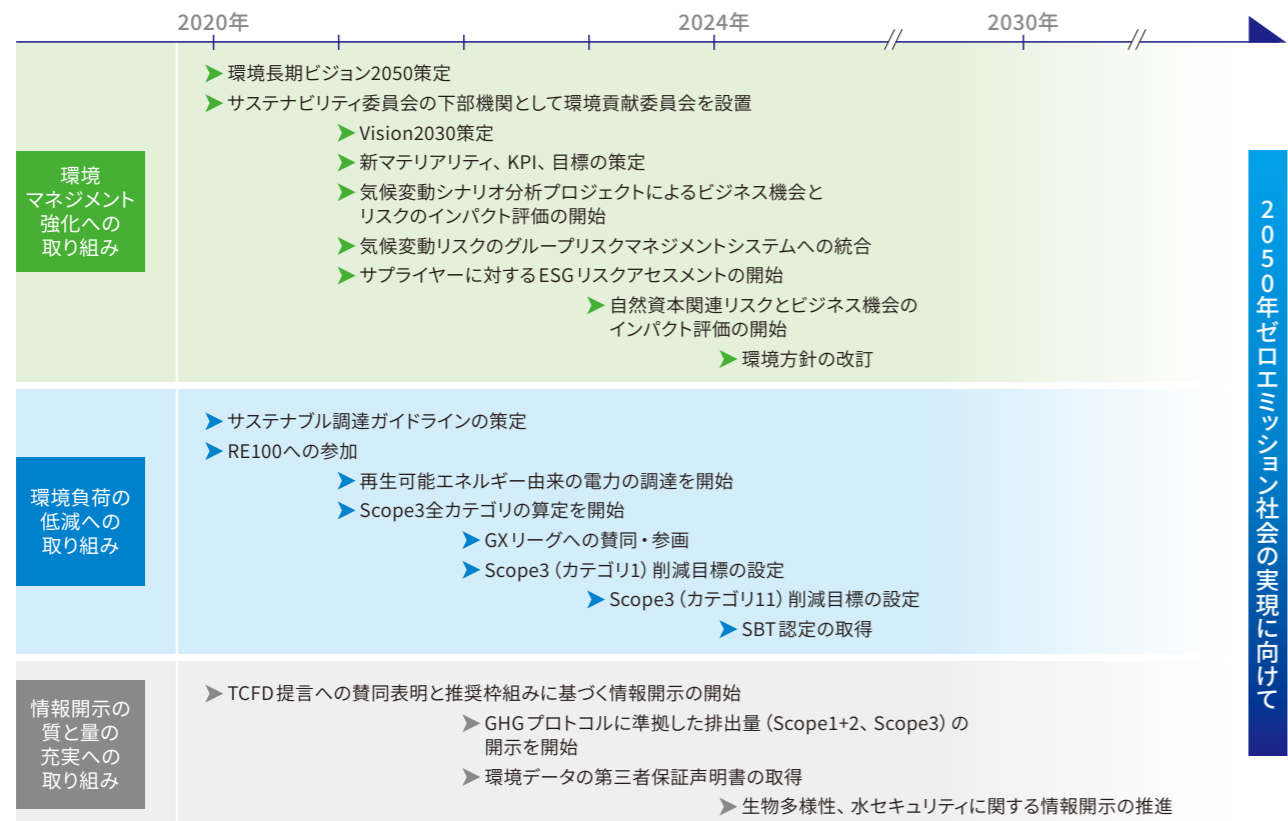 2020年
2024年
2030年
環境
マネジメント
強化への
取り組み
環境長期ビジョン2050策定
サステナビリティ委員会の下部機関として環境貢献委員会を設置
Vision2030策定
新マテリアリティ、KPI、目標の策定
気候変動シナリオ分析プロジェクトによるビジネス機会と
リスクのインパクト評価の開始
気候変動リスクのグループリスクマネジメントシステムへの統合
サプライヤーに対するESGリスクアセスメントの開始
自然資本関連リスクとビジネス機会の
インパクト評価の開始
環境方針の改訂
環境負荷の
低減への
取り組み
サステナブル調達ガイドラインの策定
RE100への参加
再生可能エネルギー由来の電力の調達を開始
Scope3全カテゴリの算定を開始
GXリーグへの賛同・参画
Scope3（カテゴリ1）削減目標の設定
Scope3（カテゴリ11）削減目標の設定
SBT認定の取得
情報開示の
質と量の
充実への
取り組み
TCFD提言への賛同表明と推奨枠組みに基づく情報開示の開始
GHGプロトコルに準拠した排出量（Scope1+2、Scope3）の
開示を開始
環境データの第三者保証声明書の取得
生物多様性、水セキュリティに関する情報開示の推進
2050年ゼロエミッション社会の実現に向けて